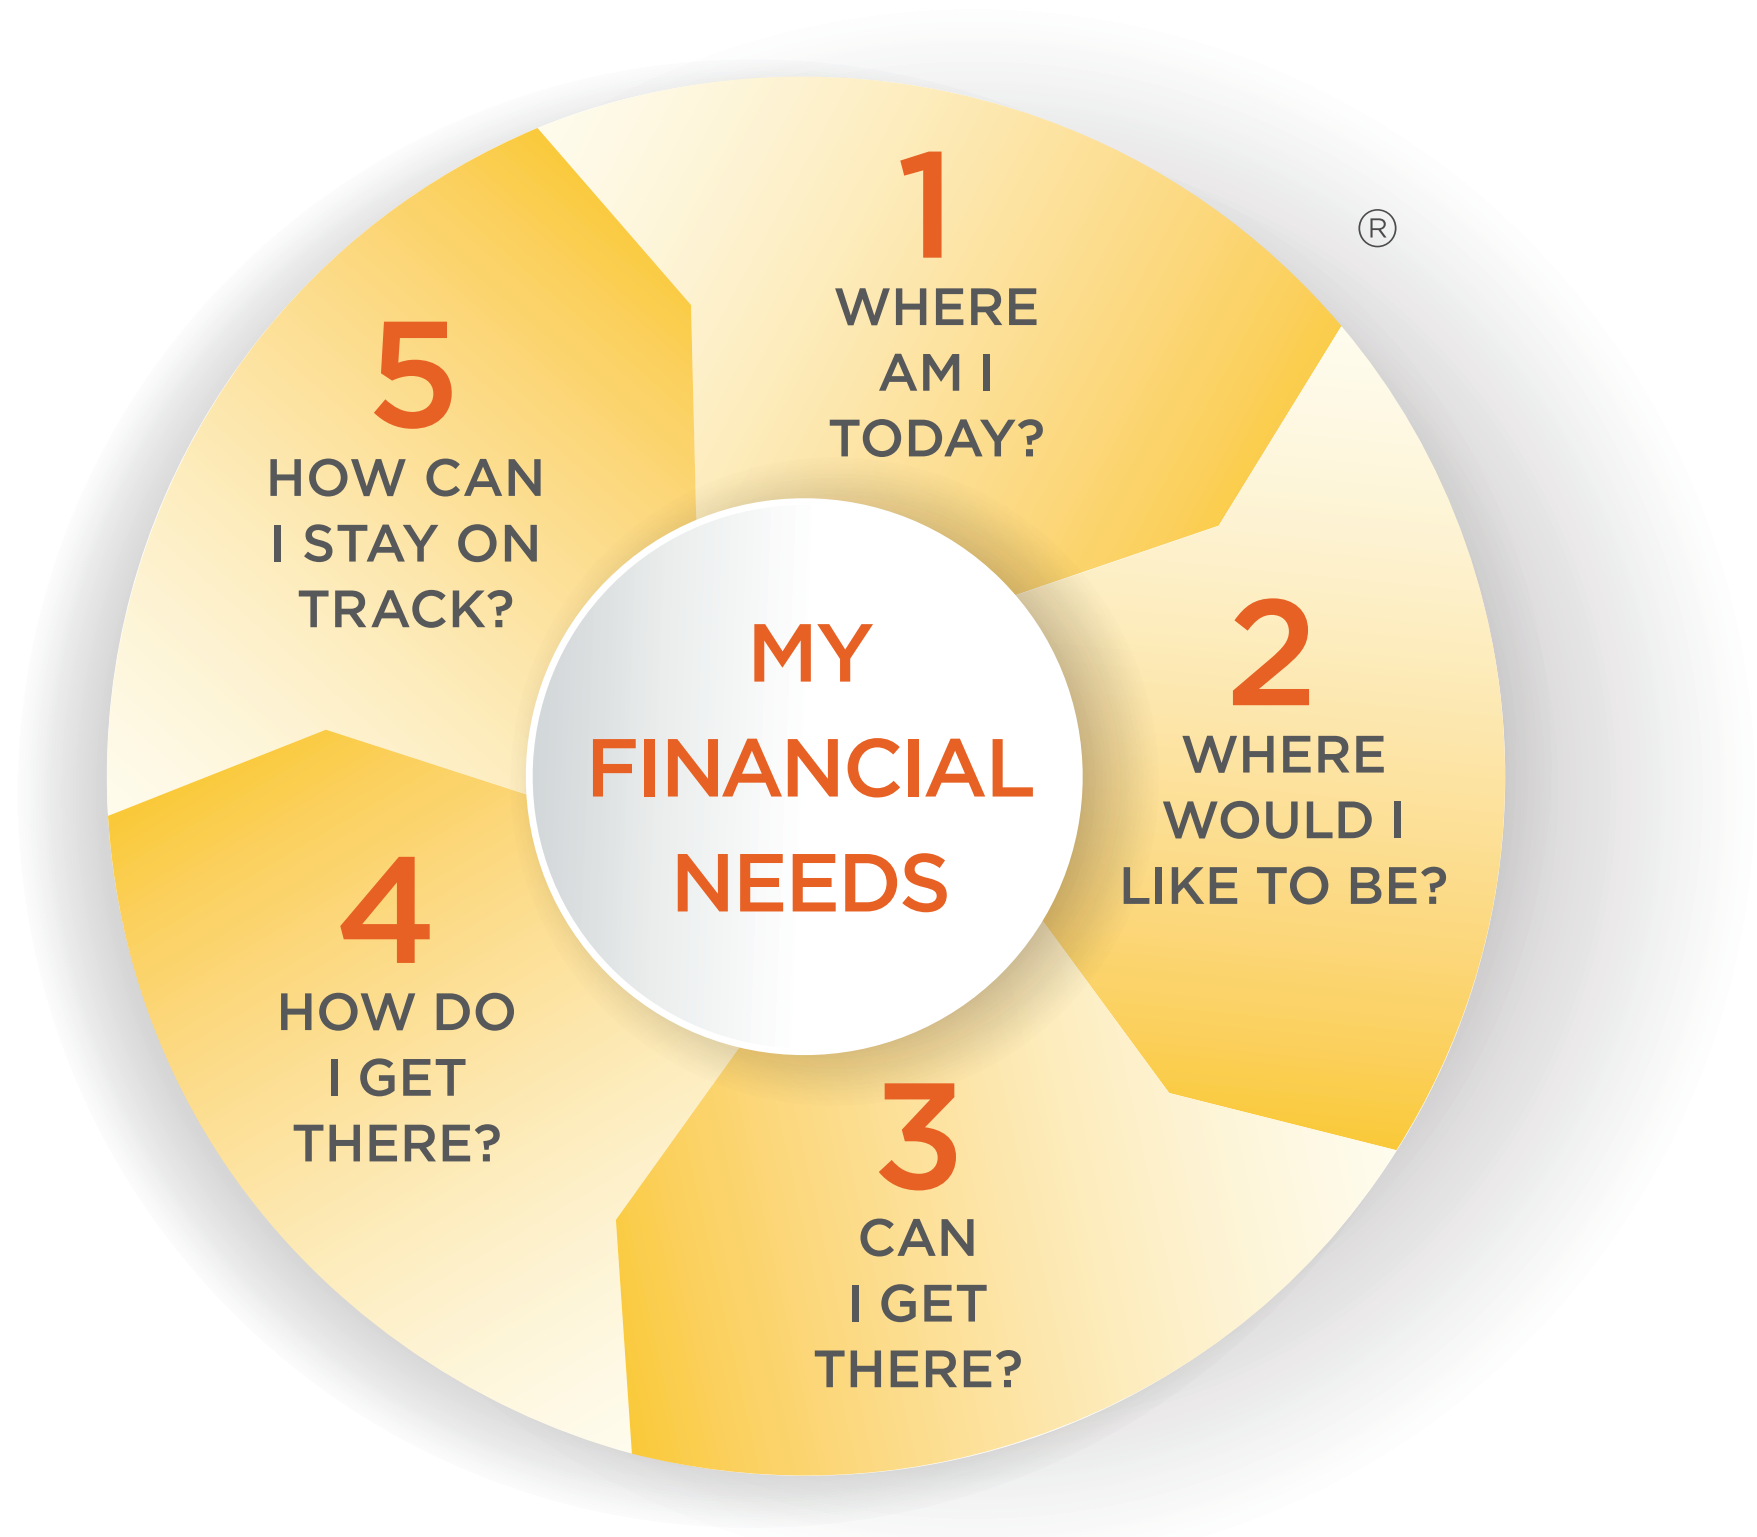 1
WHERE
AM I
TODAY?
®
2
WHERE
WOULD I
LIKE TO BE?
3
CAN
I GET
THERE?
4
HOW DO
I GET
THERE?
5
HOW CAN
I STAY ON
TRACK?
MY
FINANCIAL
NEEDS